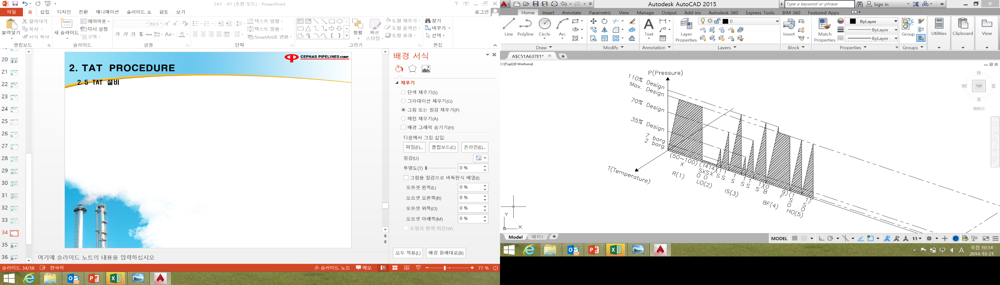 TAT - PT [호환 모드] - PowerPoint
파일 홈 삽입 디자인 전환 애니메이션 슬라이드 쇼 검토 보기 로그인
붙여넣기
잘라내기
복사
서식 복사
클립보드
새 슬라이드
레이아웃
다시 설정
구역
슬라이드
10.5
가 가 가 S 간 Aa 가
글꼴
텍스트 방향
텍스트 맞춤
SmartArt로 변환
단락
정렬
빠른 스타일
도형 채우기
도형 윤곽선
도형 효과
그리기
찾기
바꾸기
선택
편집
20
21
22
23
24
25
26
27
28
29
30
31
32
33
34
35
36
CEPHAS PIPELINES CORP.
2. TAT PROCEDURE
2.5 TAT 설비
여기에 슬라이드 노트의 내용을 입력하십시오
배경 서식
채우기
단색 채우기(S)
그라데이션 채우기(G)
그림 또는 질감 채우기(P)
패턴 채우기(A)
배경 그래픽 숨기기(H)
다음에서 그림 삽입:
파일(F)... 클립보드(C) 온라인(E)...
질감(U)
투명도(T) 0 %
그림을 질감으로 바둑판식 배열(I)
오프셋 왼쪽(L) 0 %
오프셋 오른쪽(R) 0 %
오프셋 위쪽(O) 0 %
오프셋 아래쪽(M) 0 %
도형과 함께 회전(W)
모두 적용(L) 배경 원래대로(B)
슬라이드 34/38 한국어 슬라이드 노트 메모 77 %
Autodesk AutoCAD 2015
Type a keyword or phrase
Sign In
Home Insert Annotate Parametric View Manage Output Add-ins Autodesk 360 Express Tools BIM 360 Featured Apps
Line Polyline Circle Arc
Draw
Modify
Text
Annotation
Layer Properties
0
Layers
Insert
Block
Match Properties
ByLayer
ByLayer
ByLayer
Properties
Group
Groups
Utilities
Clipboard
View
A$C51A637E1*
[−][Top][2D Wireframe]
N
W TOP E
S
WCS
P(Pressure)
110% Design
Max. Design
70% Design
35% Design
7 barg
2 barg
T(Temperature)
(50~100)
X
R(1)
LO(2)
IS(3)
BF(4)
HO(5)
Y
X
Model 배치1
MODEL 1:1
A
오전 10:14
2014-10-21